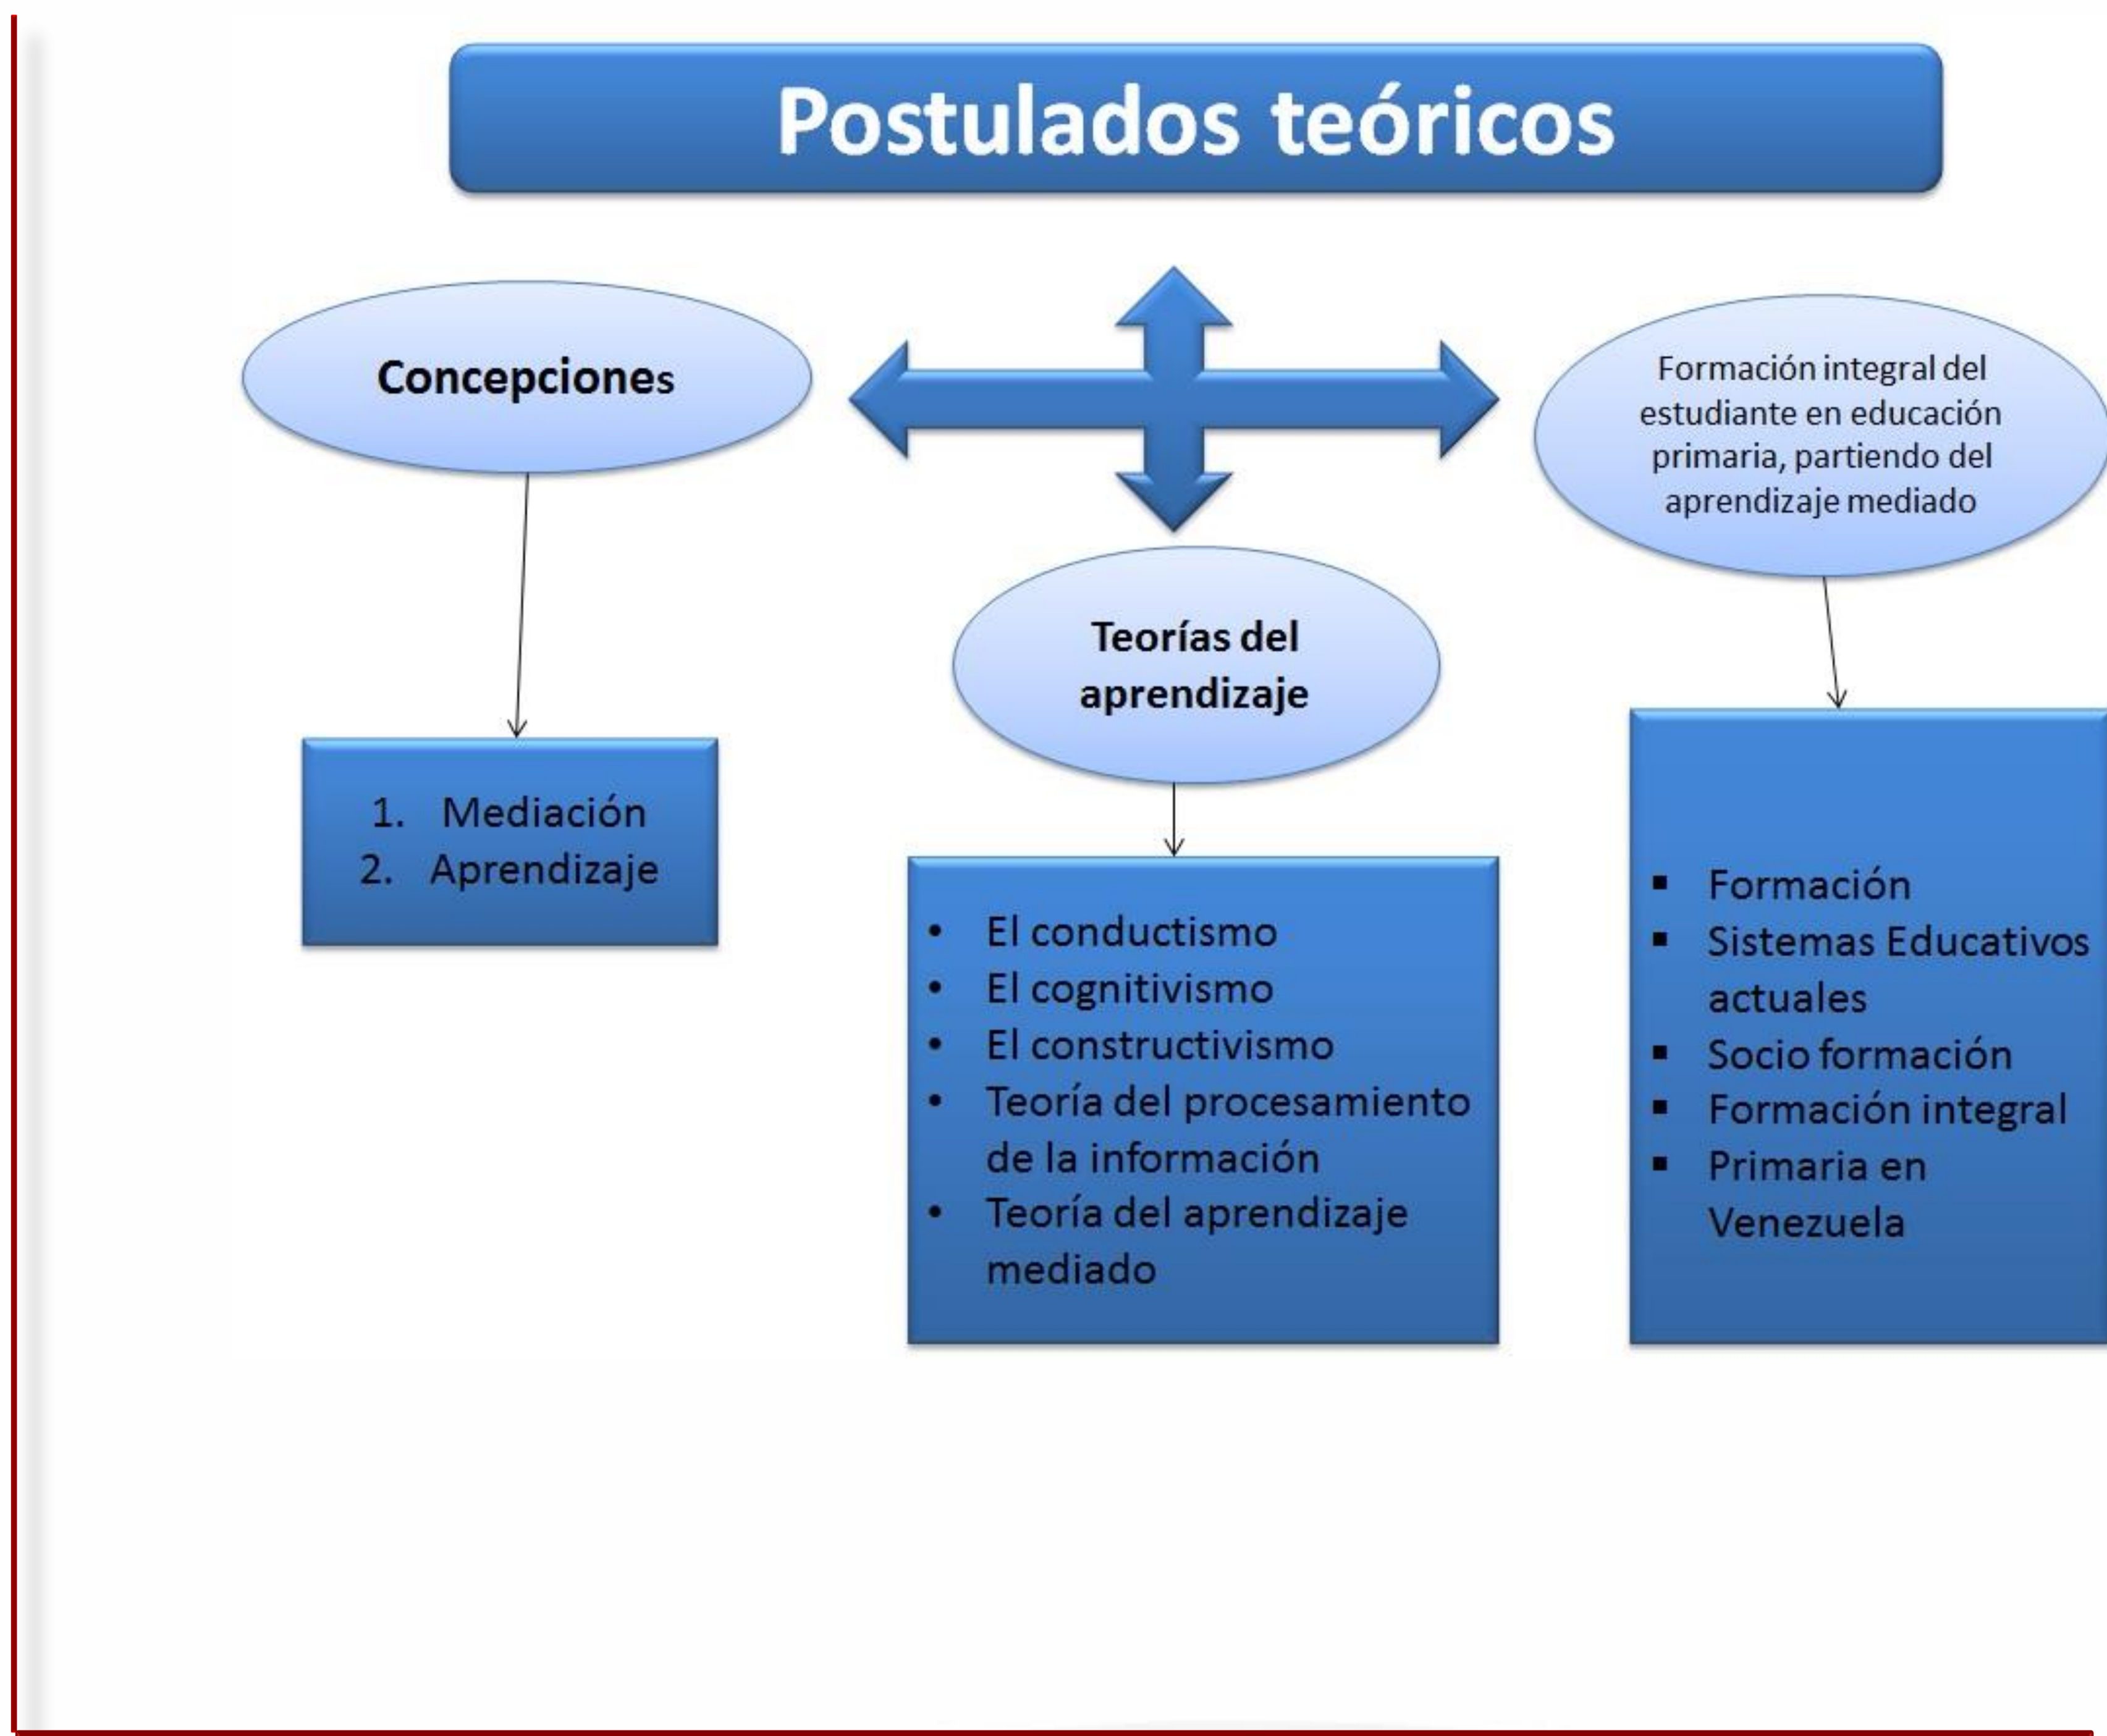 Postulados teóricos
Concepciones
1. Mediación
2. Aprendizaje
Teorías del
aprendizaje
• El conductismo
• El cognitivismo
• El constructivismo
• Teoría del procesamiento
de la información
• Teoría del aprendizaje
mediado
Formación integral del
estudiante en educación
primaria, partiendo del
aprendizaje mediado
▪ Formación
▪ Sistemas Educativos
actuales
▪ Socio formación
▪ Formación integral
▪ Primaria en
Venezuela